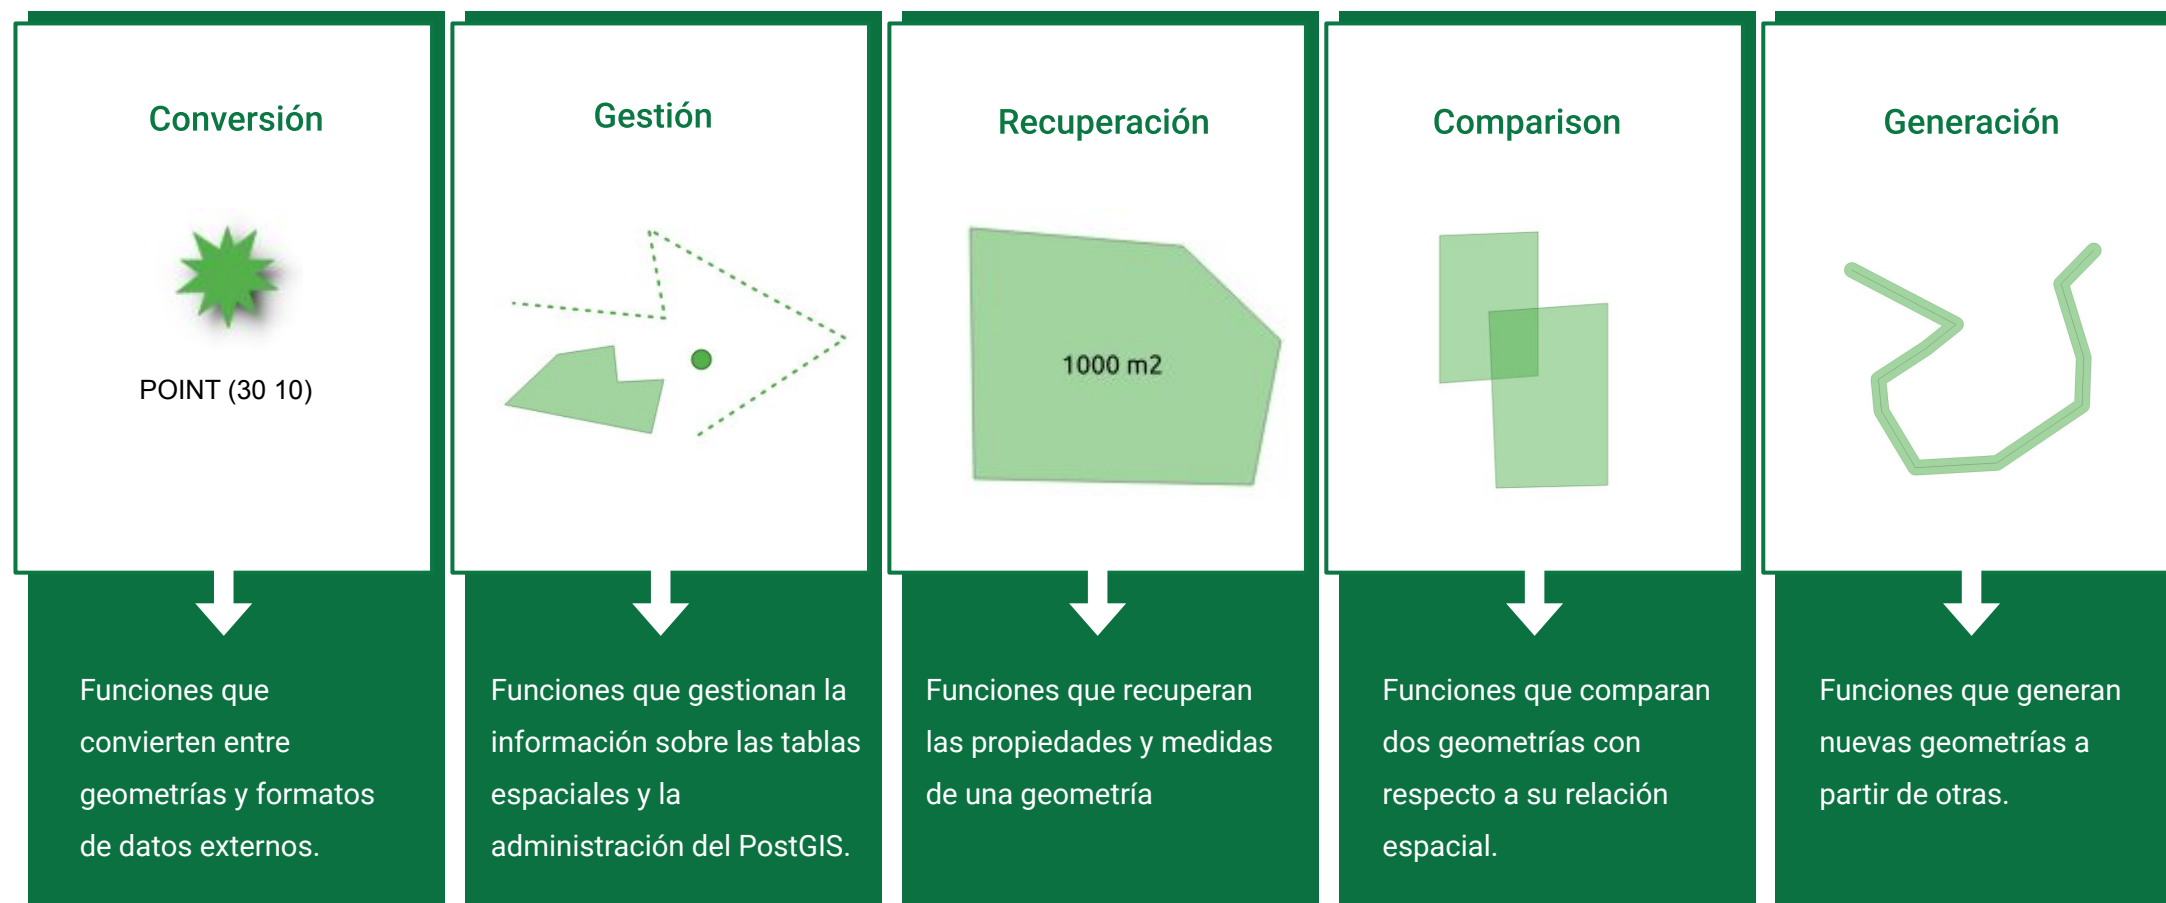 Conversión
POINT (30 10)
Funciones que
convierten entre
geometrías y formatos
de datos externos.
Gestión
Funciones que gestionan la
información sobre las tablas
espaciales y la
administración del PostGIS.
Recuperación
1000 m2
Funciones que recuperan
las propiedades y medidas
de una geometría
Comparison
Funciones que comparan
dos geometrías con
respecto a su relación
espacial.
Generación
Funciones que generan
nuevas geometrías a
partir de otras.